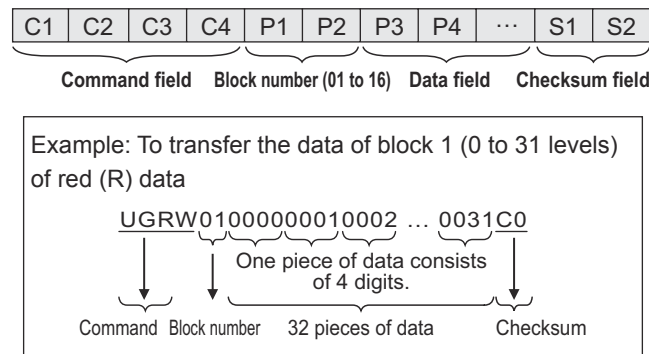 C1 C2 C3 C4 P1 P2 P3 P4 … S1 S2
Command field Block number (01 to 16) Data field Checksum field
Example: To transfer the data of block 1 (0 to 31 levels)
of red (R) data
UGRW01000000010002 … 0031C0
One piece of data consists
of 4 digits.
Command Block number 32 pieces of data Checksum